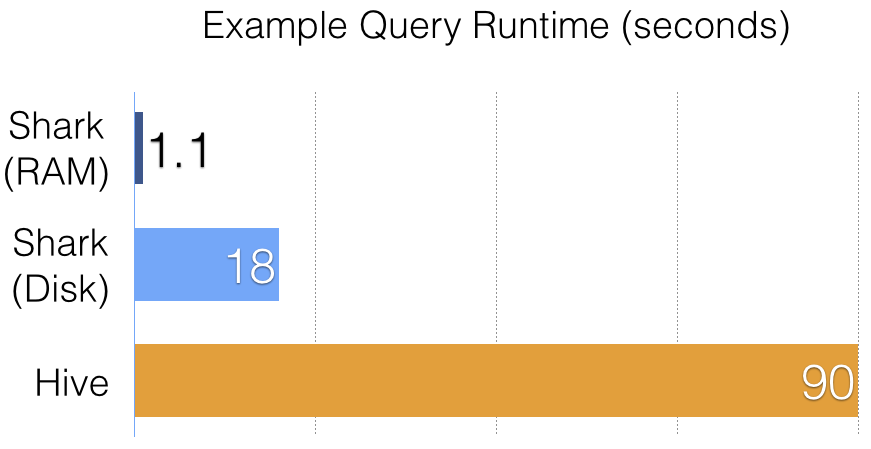 Example Query Runtime (seconds)
Shark
(RAM)
1.1
Shark
(Disk)
18
Hive
90